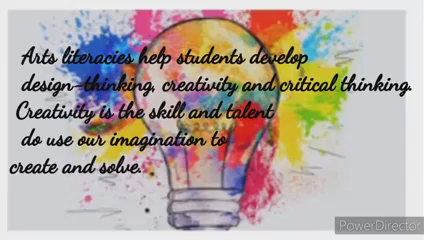 Arts literacies help students develop
design-thinking, creativity and critical thinking.
Creativity is the skill and talent
do use our imagination to
create and solve.
PowerDirector